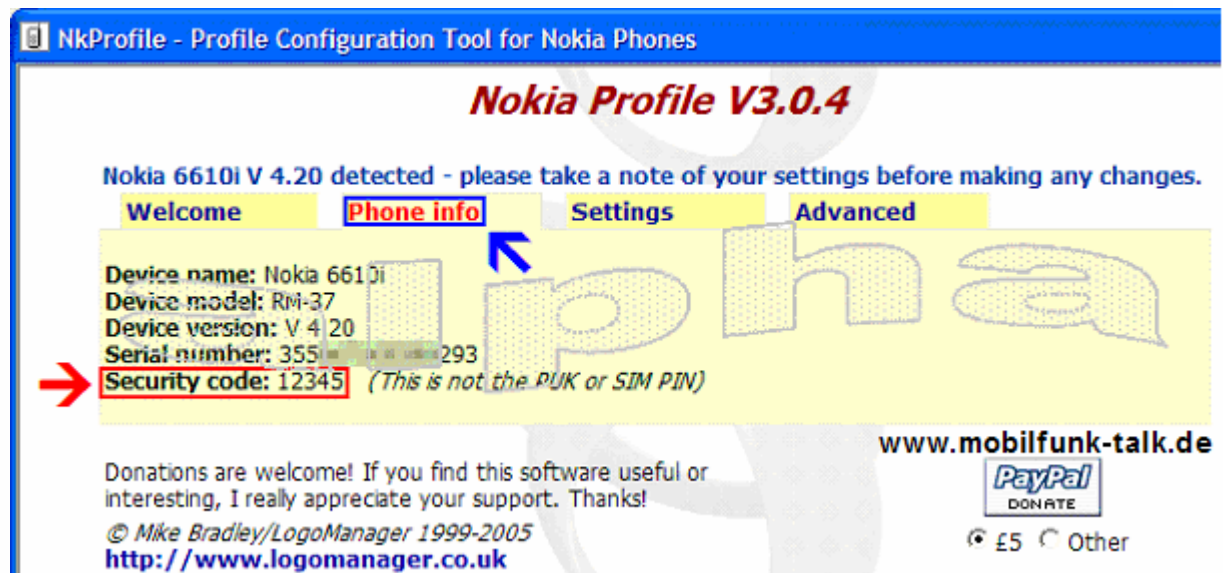 NkProfile - Profile Configuration Tool for Nokia Phones
Nokia Profile V3.0.4
Nokia 6610i V 4.20 detected - please take a note of your settings before making any changes.
Welcome Phone info Settings Advanced
Device name: Nokia 6610i
Device model: RM-37
Device version: V 4.20
Serial number: 355 293
Security code: 12345 (This is not the PUK or SIM PIN)
alpha
www.mobilfunk-talk.de
Donations are welcome! If you find this software useful or
interesting, I really appreciate your support. Thanks!
PayPal
DONATE
© Mike Bradley/LogoManager 1999-2005
£5 Other
http://www.logomanager.co.uk